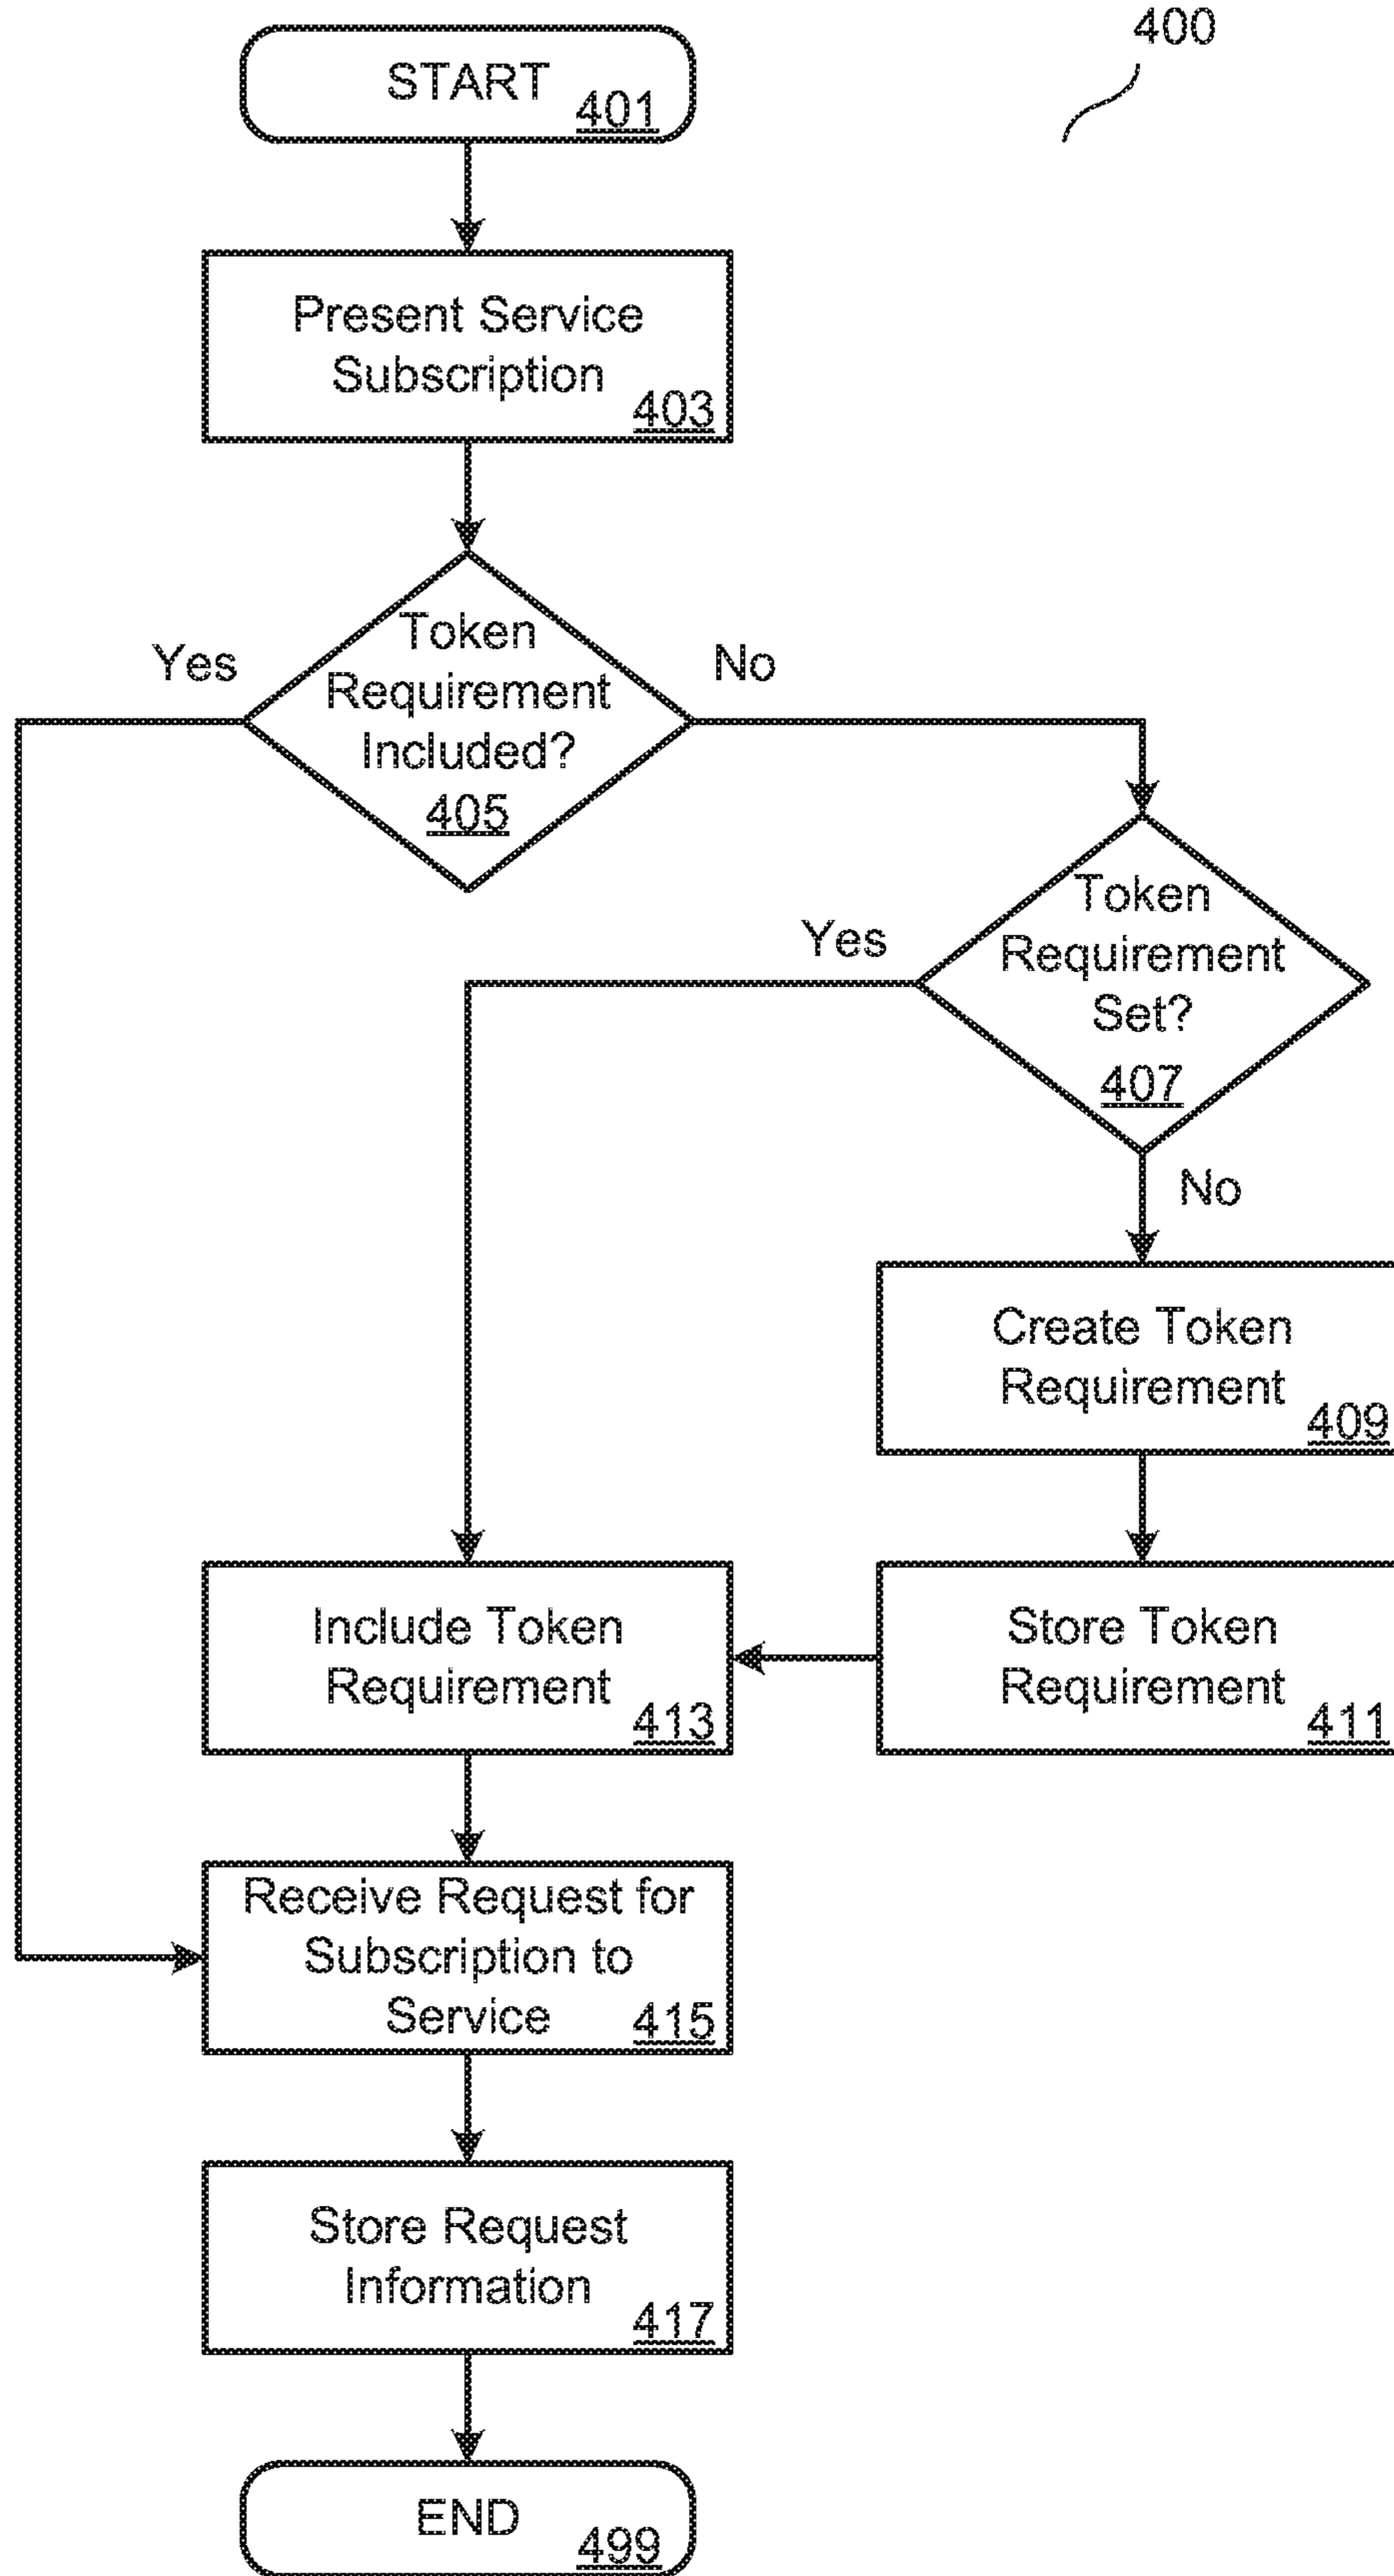 400
START
401
Present Service
Subscription
403
Token
Requirement
Included?
405
Yes
No
Token
Requirement
Set?
407
Yes
No
Create Token
Requirement
409
Store Token
Requirement
411
Include Token
Requirement
413
Receive Request for
Subscription to
Service
415
Store Request
Information
417
END
499